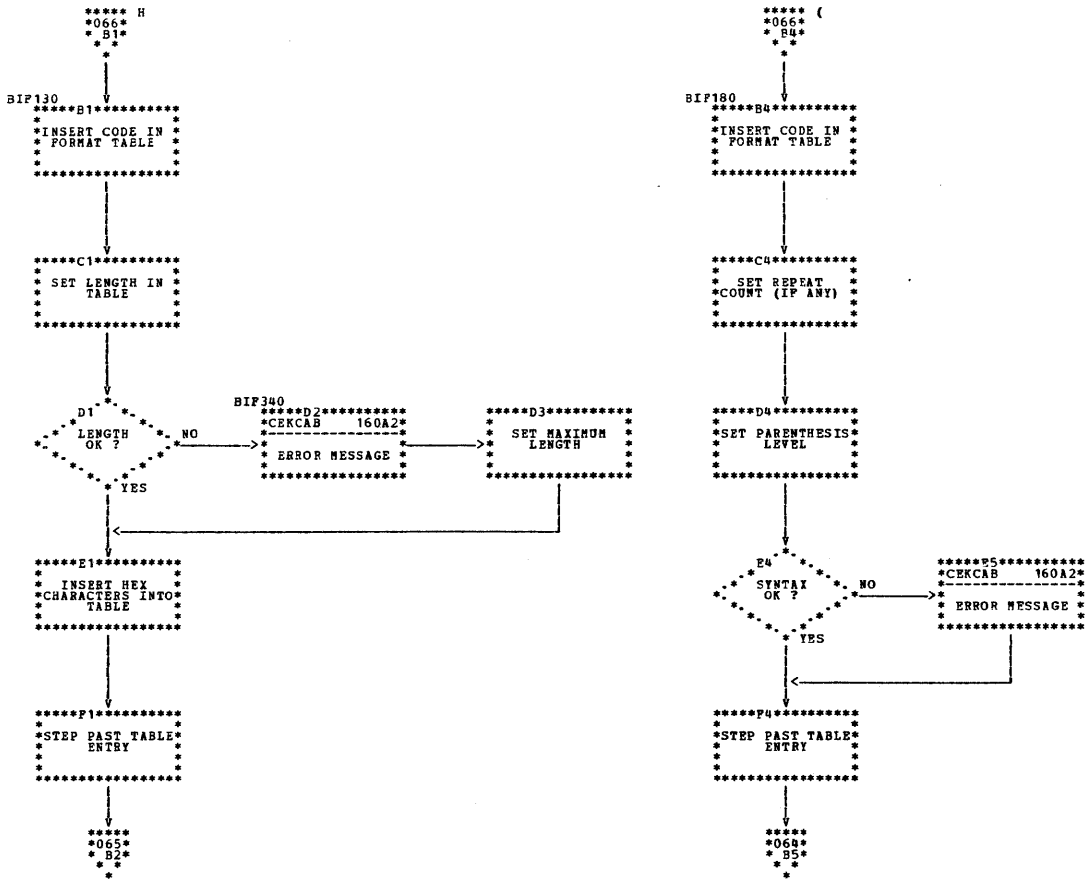 H
*066*
* B1*
BIF130
*****B1**********
*INSERT CODE IN *
FORMAT TABLE
*****C1**********
SET LENGTH IN
TABLE
D1
LENGTH
OK ?
NO
YES
BIF340
*****D2**********
*CEKCAB 160A2*
ERROR MESSAGE
*****D3**********
SET MAXIMUM
LENGTH
*****E1**********
INSERT HEX
*CHARACTERS INTO*
TABLE
*****F1**********
*STEP PAST TABLE*
ENTRY
*065*
* B2*
(
*066*
* B4*
BIF180
*****B4**********
*INSERT CODE IN *
FORMAT TABLE
*****C4**********
SET REPEAT
*COUNT (IF ANY) *
*****D4**********
*SET PARENTHESIS*
LEVEL
E4
SYNTAX
OK ?
NO
YES
*****E5**********
*CEKCAB 160A2*
ERROR MESSAGE
*****F4**********
*STEP PAST TABLE*
ENTRY
*064*
* B5*